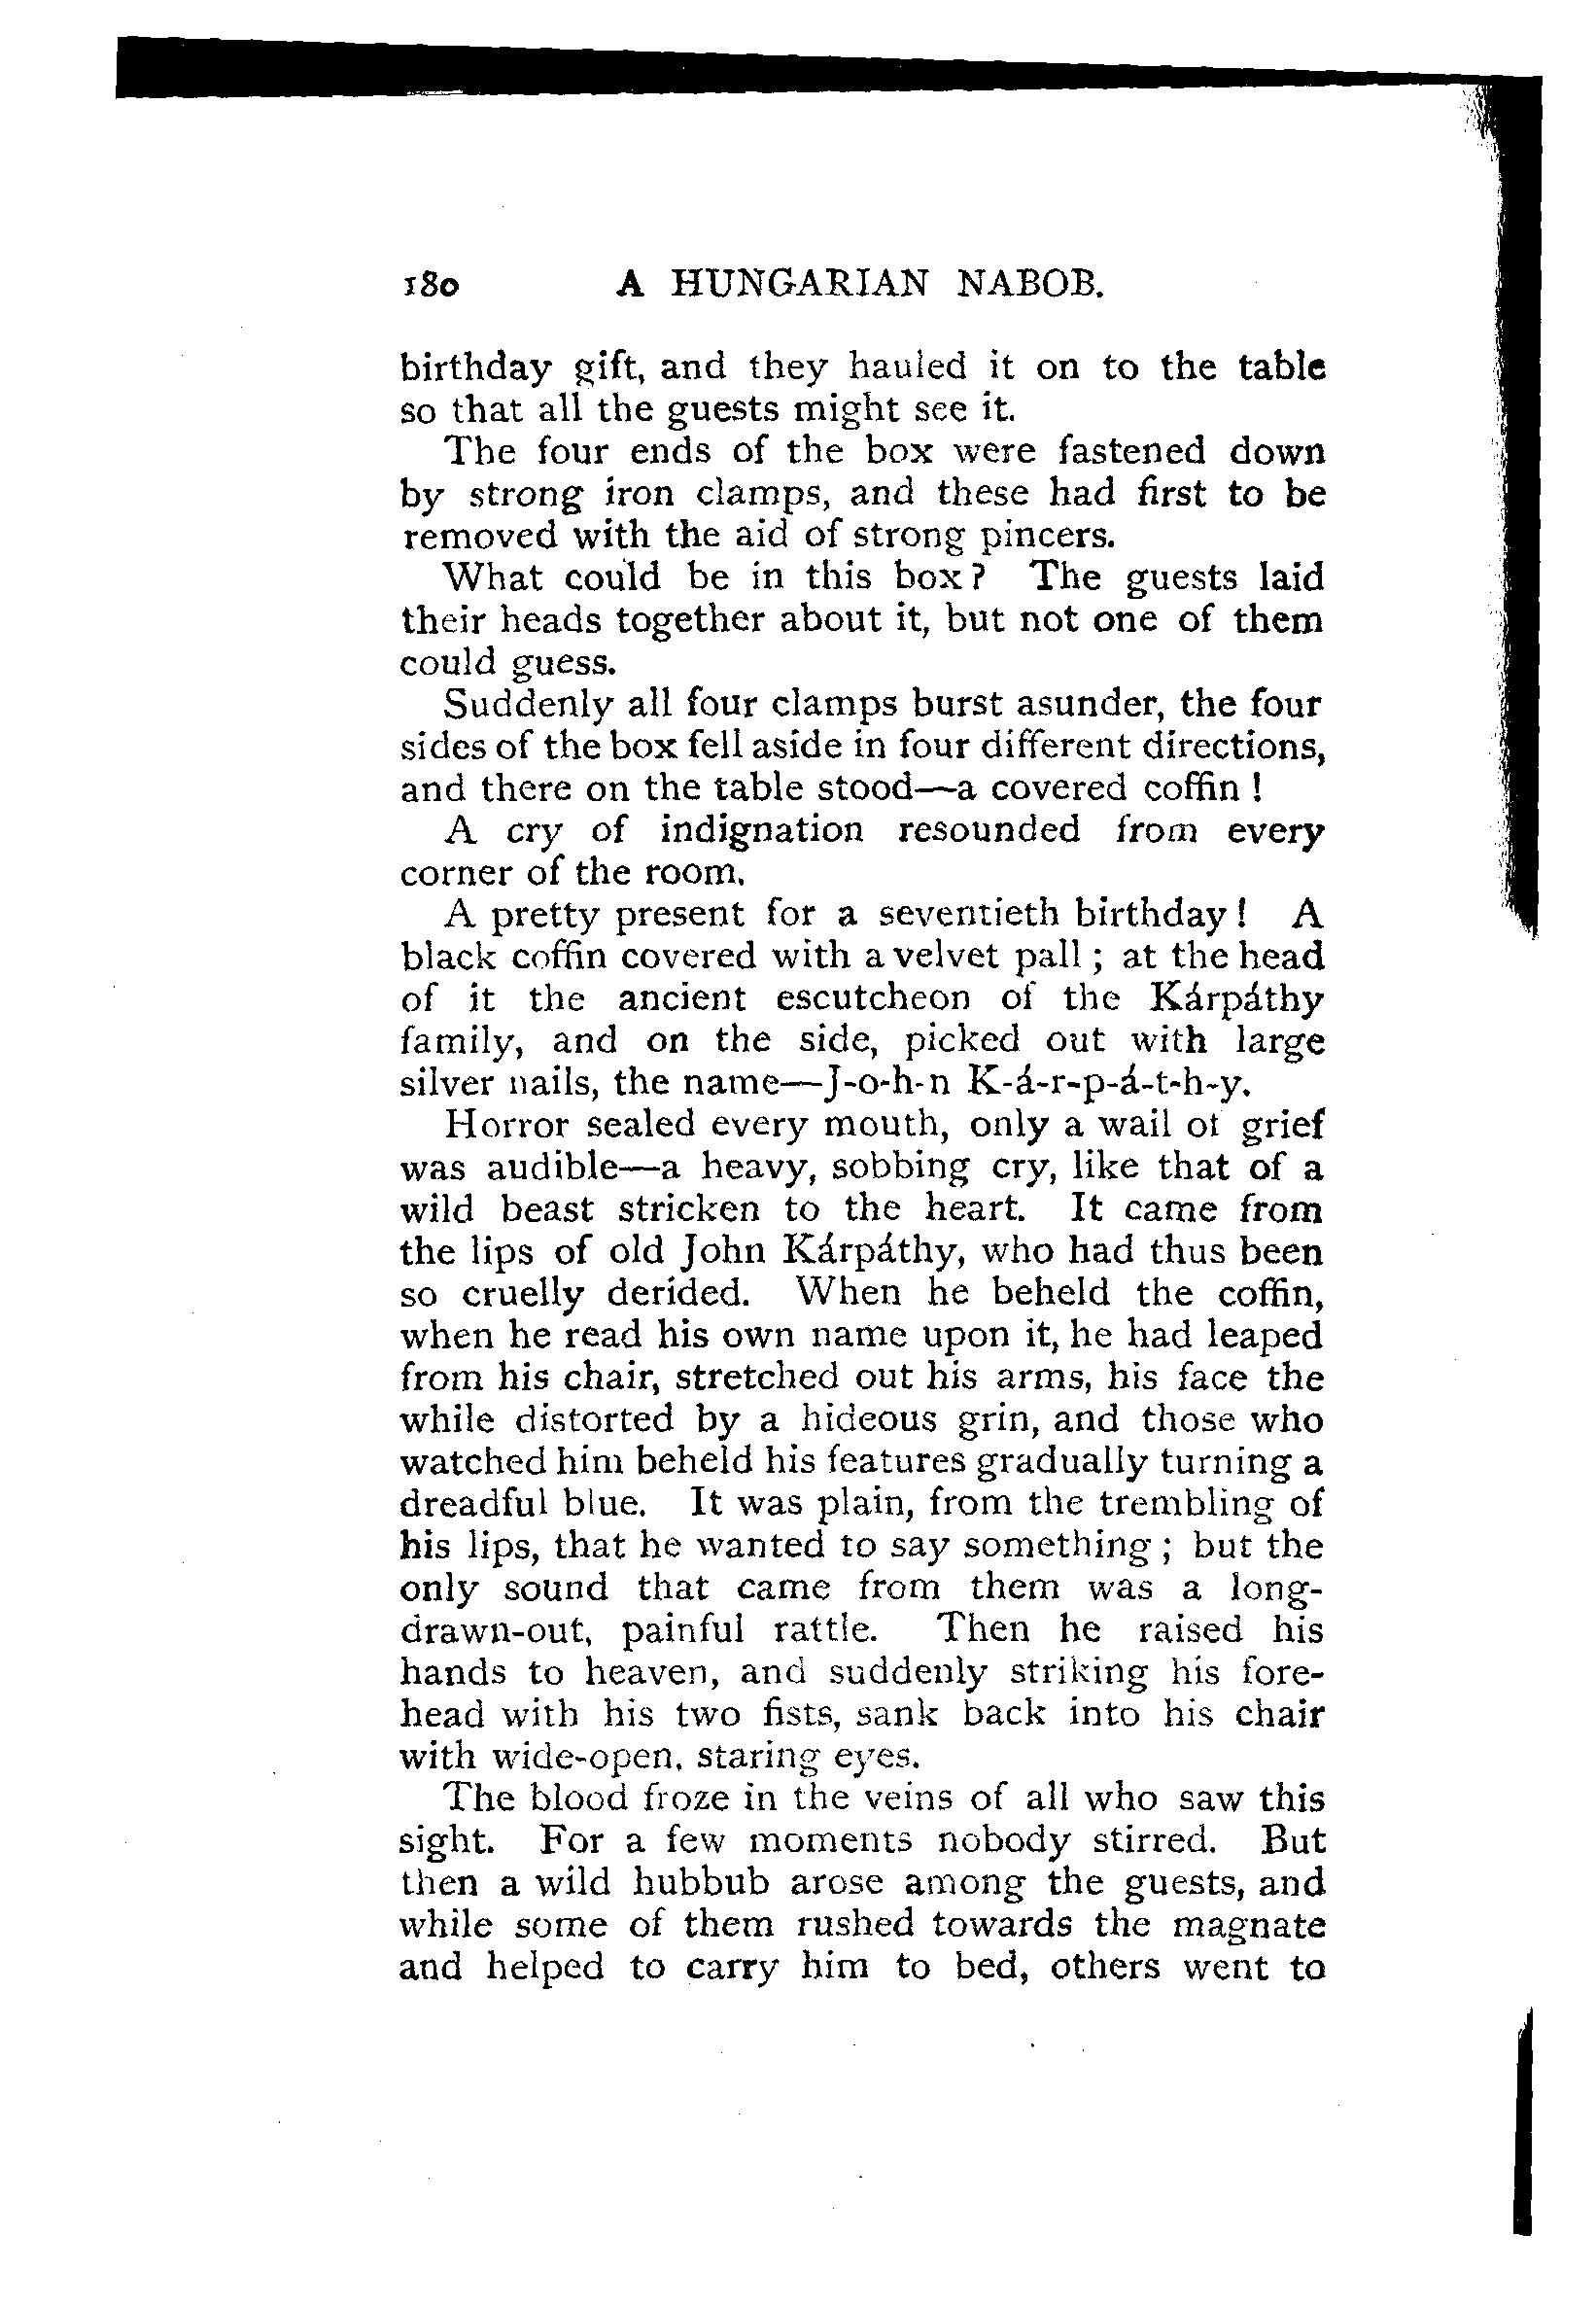 180 A HUNGARIAN NABOB.
birthday gift, and they hauled it on to the table
so that all the guests might see it.
The four ends of the box were fastened down
by strong iron clamps, and these had first to be
removed with the aid of strong pincers.
What could be in this box? The guests laid
their heads together about it, but not one of them
could guess.
Suddenly all four clamps burst asunder, the four
sides of the box fell aside in four different directions,
and there on the table stood—a covered coffin !
A cry of indignation resounded from every
corner of the room.
A pretty present for a seventieth birthday! A
black coffin covered with a velvet pall; at the head
of it the ancient escutcheon of the Kárpáthy
family, and on the side, picked out with large
silver nails, the name—J-o-h-n K-á-r-p-á-t-h-y.
Horror sealed every mouth, only a wail of grief
was audible—a heavy, sobbing cry, like that of a
wild beast stricken to the heart. It came from
the lips of old John Kárpáthy, who had thus been
so cruelly derided. When he beheld the coffin,
when he read his own name upon it, he had leaped
from his chair, stretched out his arms, his face the
while distorted by a hideous grin, and those who
watched him beheld his features gradually turning a
dreadful blue. It was plain, from the trembling of
his lips, that he wanted to say something; but the
only sound that came from them was a long-
drawn-out, painful rattle. Then he raised his
hands to heaven, and suddenly striking his fore-
head with his two fists, sank back into his chair
with wide-open, staring eyes.
The blood froze in the veins of all who saw this
sight. For a few moments nobody stirred. But
then a wild hubbub arose among the guests, and
while some of them rushed towards the magnate
and helped to carry him to bed, others went to